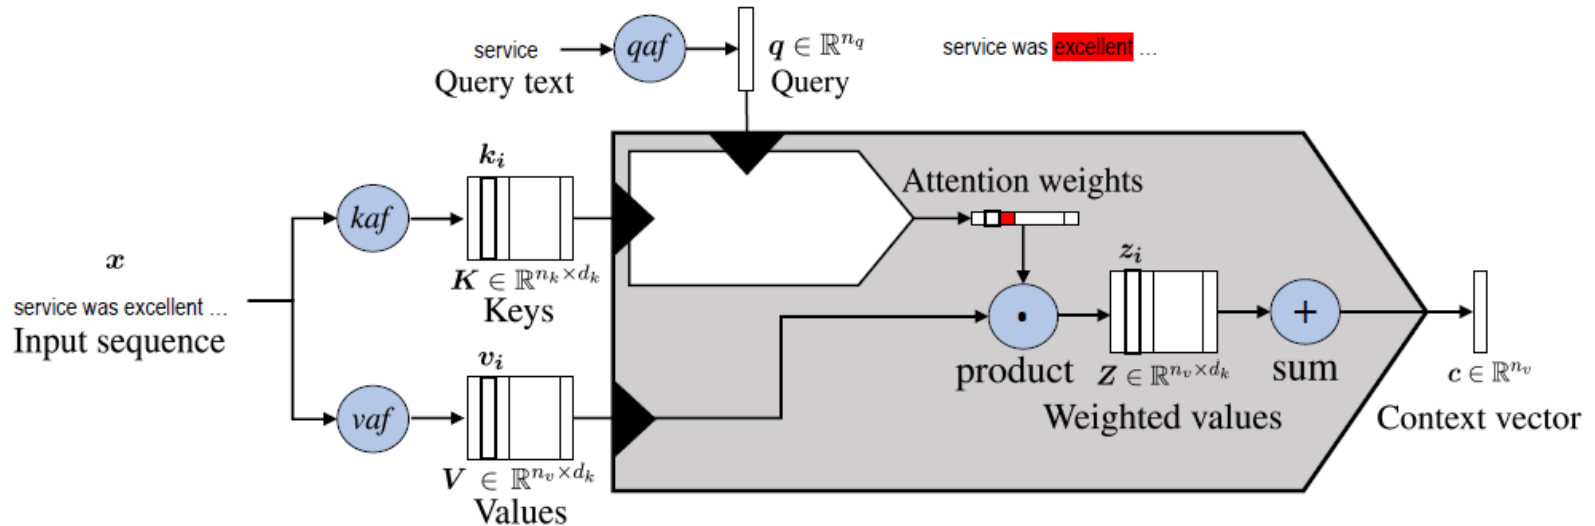 service
Query text
qaf
q ∈ ℝ^{n_q}
Query
service was excellent ...
k_i
kaf
K ∈ ℝ^{n_k×d_k}
Keys
Attention weights
x
service was excellent ...
Input sequence
v_i
vaf
V ∈ ℝ^{n_v×d_k}
Values
·
product
z_i
Z ∈ ℝ^{n_v×d_k}
Weighted values
+
sum
c ∈ ℝ^{n_v}
Context vector